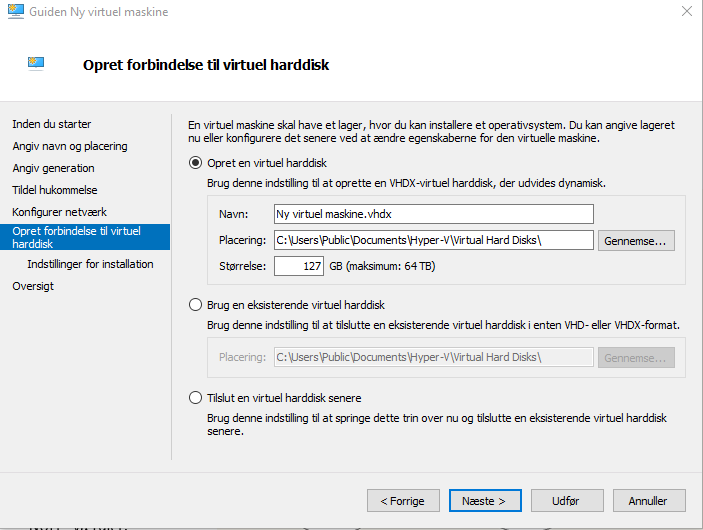 Guiden Ny virtuel maskine
Opret forbindelse til virtuel harddisk
Inden du starter
Angiv navn og placering
Angiv generation
Tildel hukommelse
Konfigurer netværk
Opret forbindelse til virtuel
harddisk
Indstillinger for installation
Oversigt
En virtuel maskine skal have et lager, hvor du kan installere et operativsystem. Du kan angive lageret
nu eller konfigurere det senere ved at ændre egenskaberne for den virtuelle maskine.
Opret en virtuel harddisk
Brug denne indstilling til at oprette en VHDX-virtuel harddisk, der udvides dynamisk.
Navn: Ny virtuel maskine.vhdx
Placering: C:\Users\Public\Documents\Hyper-V\Virtual Hard Disks\ Gennemse...
Størrelse: 127 GB (maksimum: 64 TB)
Brug en eksisterende virtuel harddisk
Brug denne indstilling til at tilslutte en eksisterende virtuel harddisk i enten VHD- eller VHDX-format.
Placering: C:\Users\Public\Documents\Hyper-V\Virtual Hard Disks\ Gennemse...
Tilslut en virtuel harddisk senere
Brug denne indstilling til at springe dette trin over nu og tilslutte en eksisterende virtuel harddisk
senere.
< Forrige Næste > Udfør Annuller